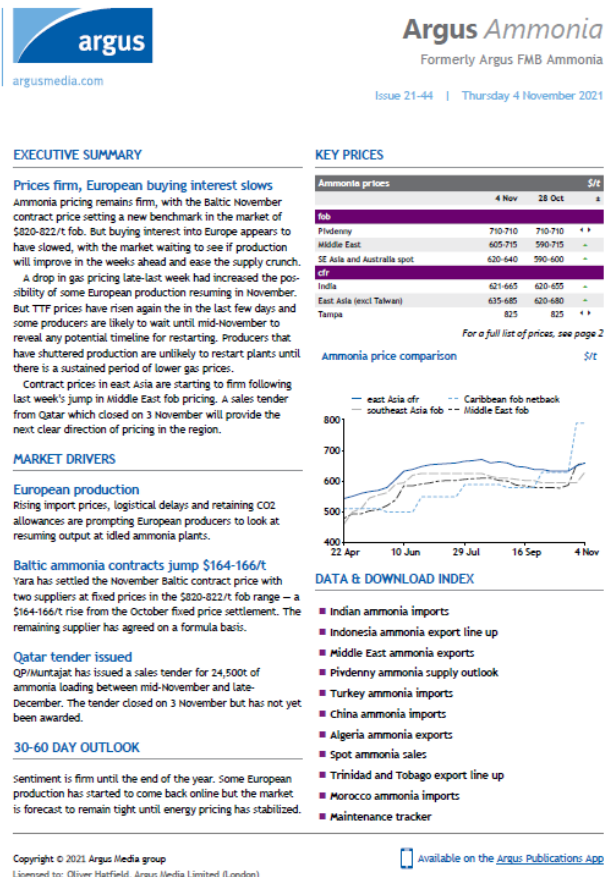 argus
argusmedia.com
Argus Ammonia
Formerly Argus FMB Ammonia
Issue 21-44 | Thursday 4 November 2021
EXECUTIVE SUMMARY
Prices firm, European buying interest slows
Ammonia pricing remains firm, with the Baltic November
contract price setting a new benchmark in the market of
$820-822/t fob. But buying interest into Europe appears to
have slowed, with the market waiting to see if production
will improve in the weeks ahead and ease the supply crunch.
A drop in gas pricing late-last week had increased the pos-
sibility of some European production resuming in November.
But TTF prices have risen again the in the last few days and
some producers are likely to wait until mid-November to
reveal any potential timeline for restarting. Producers that
have shuttered production are unlikely to restart plants until
there is a sustained period of lower gas prices.
Contract prices in east Asia are starting to firm following
last week's jump in Middle East fob pricing. A sales tender
from Qatar which closed on 3 November will provide the
next clear direction of pricing in the region.
MARKET DRIVERS
European production
Rising import prices, logistical delays and retaining CO2
allowances are prompting European producers to look at
resuming output at idled ammonia plants.
Baltic ammonia contracts jump $164-166/t
Yara has settled the November Baltic contract price with
two suppliers at fixed prices in the $820-822/t fob range — a
$164-166/t rise from the October fixed price settlement. The
remaining supplier has agreed on a formula basis.
Qatar tender issued
QP/Muntajat has issued a sales tender for 24,500t of
ammonia loading between mid-November and late-
December. The tender closed on 3 November but has not yet
been awarded.
30-60 DAY OUTLOOK
Sentiment is firm until the end of the year. Some European
production has started to come back online but the market
is forecast to remain tight until energy pricing has stabilized.
KEY PRICES
Ammonia prices $/t
4 Nov 28 Oct ±
fob
Pivdenny 710-710 710-710
Middle East 605-715 590-715
SE Asia and Australia spot 620-640 590-600
cfr
India 621-665 620-655
East Asia (excl Taiwan) 635-685 620-680
Tampa 825 825
For a full list of prices, see page 2
Ammonia price comparison $/t
east Asia cfr Caribbean fob netback
southeast Asia fob Middle East fob
800
700
600
500
400
22 Apr 10 Jun 29 Jul 16 Sep 4 Nov
DATA & DOWNLOAD INDEX
■ Indian ammonia imports
■ Indonesia ammonia export line up
■ Middle East ammonia exports
■ Pivdenny ammonia supply outlook
■ Turkey ammonia imports
■ China ammonia imports
■ Algeria ammonia exports
■ Spot ammonia sales
■ Trinidad and Tobago export line up
■ Morocco ammonia imports
■ Maintenance tracker
Copyright © 2021 Argus Media group
Licensed to: Oliver Hatfield, Argus Media Limited (London)
Available on the Argus Publications App